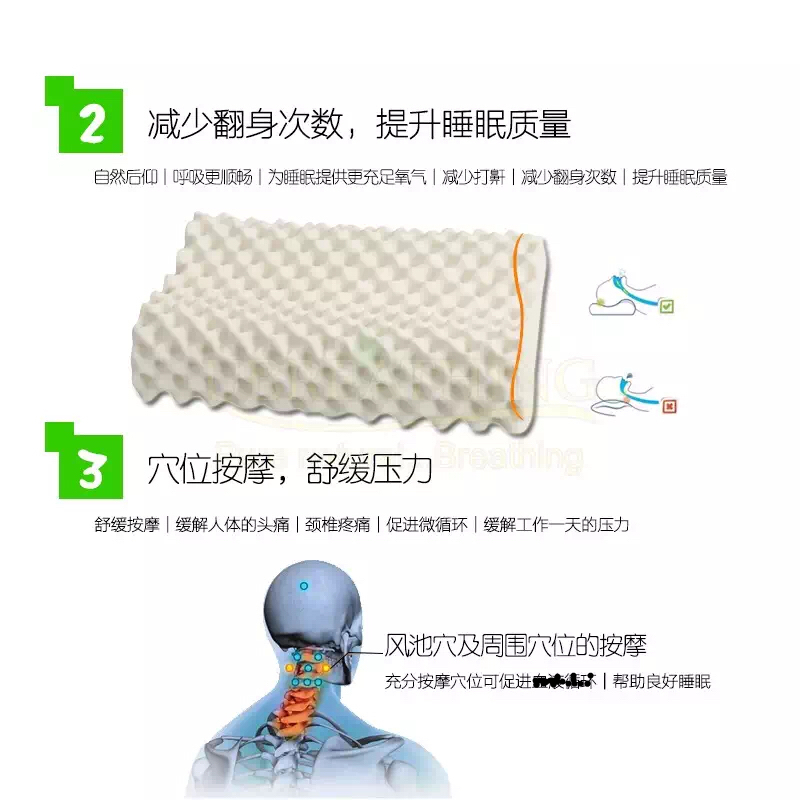 2 减少翻身次数，提升睡眠质量
自然后仰|呼吸更顺畅|为睡眠提供更充足氧气|减少打鼾|减少翻身次数|提升睡眠质量
Breathing
3 穴位按摩，舒缓压力
舒缓按摩|缓解人体的头痛|颈椎疼痛|促进微循环|缓解工作一天的压力
风池穴及周围穴位的按摩
充分按摩穴位可促进|帮助良好睡眠